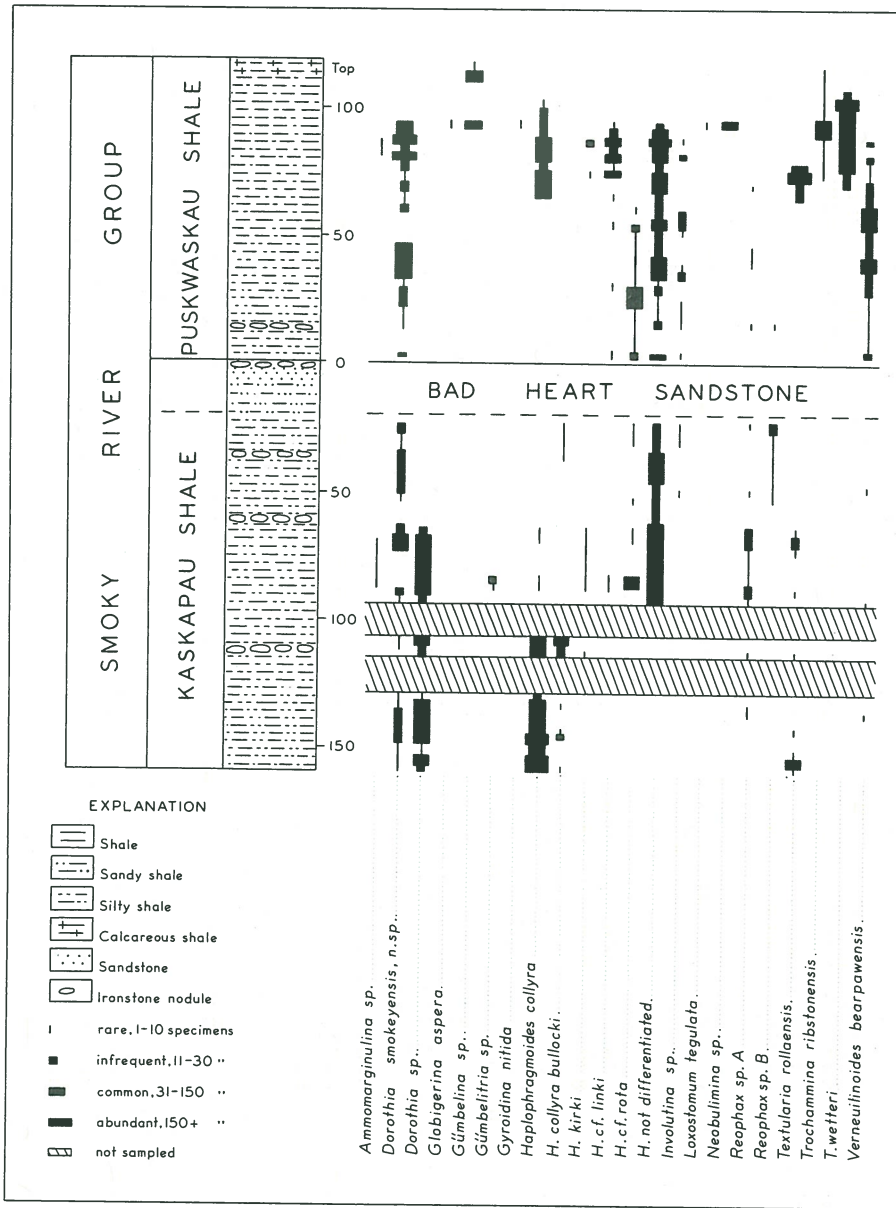 SMOKY RIVER GROUP
PUSKWASKAU SHALE
KASKAPAU SHALE
Top
100
50
0
50
100
150
BAD HEART SANDSTONE
EXPLANATION
Shale
Sandy shale
Silty shale
Calcareous shale
Sandstone
Ironstone nodule
rare, 1-10 specimens
infrequent, 11-30 "
common, 31-150 "
abundant, 150+ "
not sampled
Ammomarginulina sp.
Dorothia smokeyensis, n.sp..
Dorothia sp..
Globigerina aspera.
Gümbelina sp..
Gümbelitria sp.
Gyroidina nitida
Haplophragmoides collyra
H. collyra bullocki.
H. kirki
H. cf. linki
H. cf. rota
H. not differentiated.
Involutina sp..
Loxostomum tegulata.
Neobulimina sp..
Reophax sp. A
Reophax sp. B.
Textularia rollaensis.
Trochammina ribstonensis.
T. wetteri.
Verneuilinoides bearpawensis.